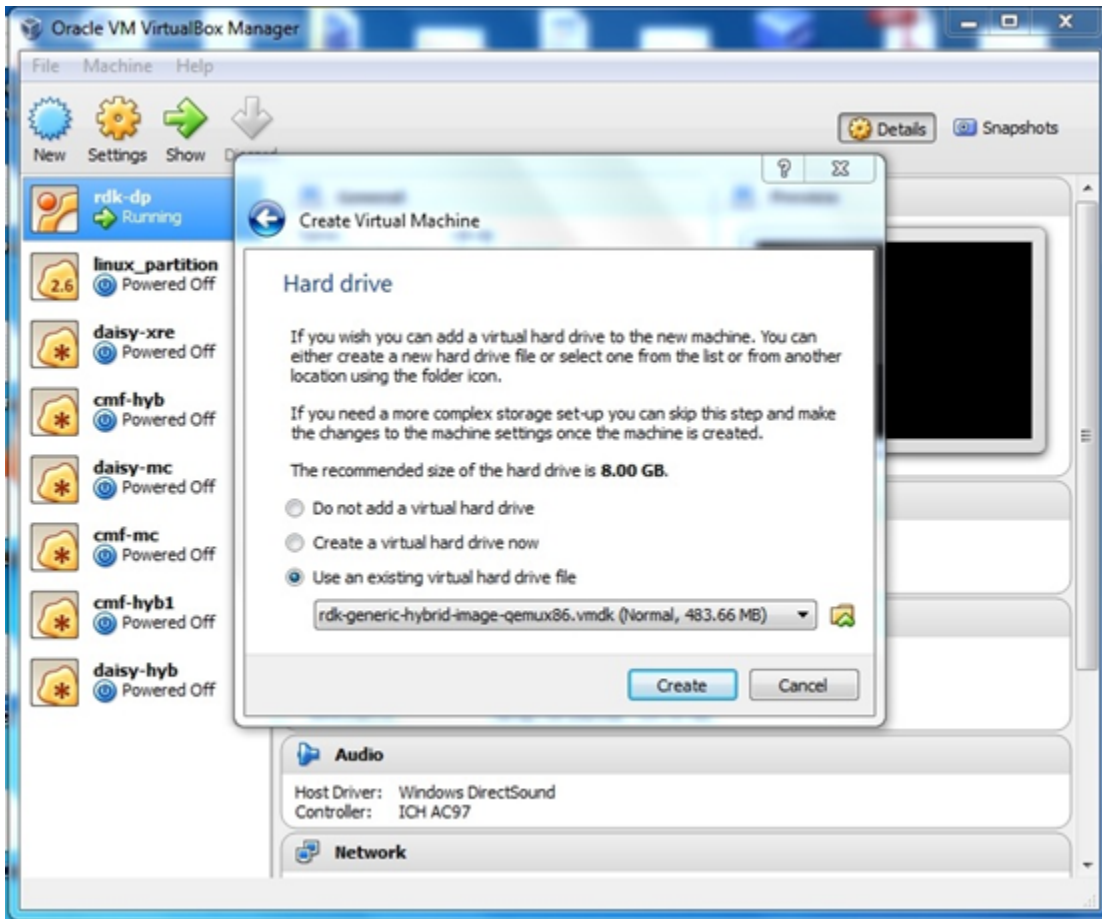 Oracle VM VirtualBox Manager
File Machine Help
New Settings Show
Details Snapshots
rdk-dp
Running
linux_partition
2.6
Powered Off
daisy-xre
Powered Off
cmf-hyb
Powered Off
daisy-mc
Powered Off
cmf-mc
Powered Off
cmf-hyb1
Powered Off
daisy-hyb
Powered Off
Create Virtual Machine
Hard drive
If you wish you can add a virtual hard drive to the new machine. You can
either create a new hard drive file or select one from the list or from another
location using the folder icon.
If you need a more complex storage set-up you can skip this step and make
the changes to the machine settings once the machine is created.
The recommended size of the hard drive is 8.00 GB.
Do not add a virtual hard drive
Create a virtual hard drive now
Use an existing virtual hard drive file
rdk-generic-hybrid-image-qemux86.vmdk (Normal, 483.66 MB)
Create Cancel
Audio
Host Driver: Windows DirectSound
Controller: ICH AC97
Network